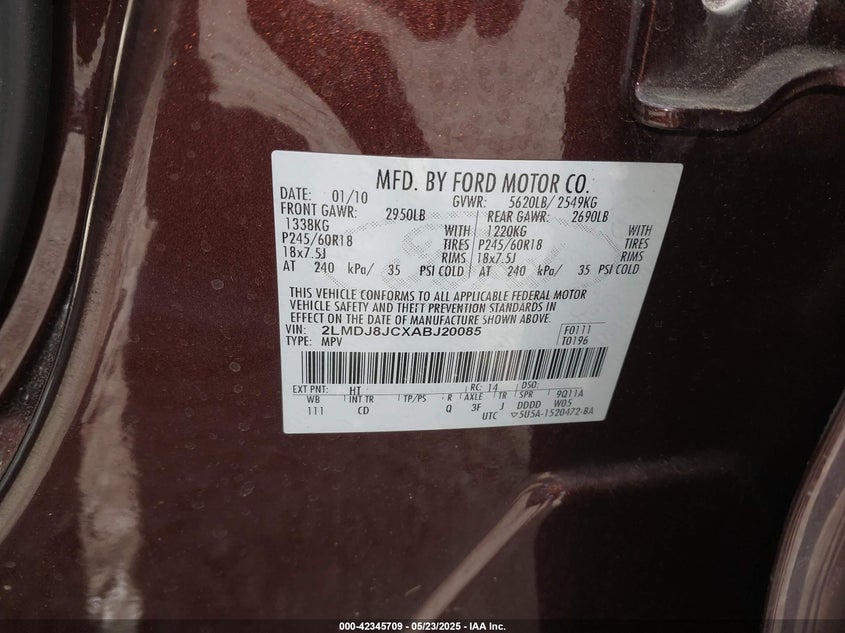 MFD. BY FORD MOTOR CO.
DATE: 01/10 GVWR: 5620LB/ 2549KG
FRONT GAWR: 2950LB REAR GAWR: 2690LB
1338KG WITH 1220KG WITH
P245/60R18 TIRES P245/60R18 TIRES
18x7.5J RIMS 18x7.5J RIMS
AT 240 kPa/ 35 PSI COLD AT 240 kPa/ 35 PSI COLD
THIS VEHICLE CONFORMS TO ALL APPLICABLE FEDERAL MOTOR
VEHICLE SAFETY AND THEFT PREVENTION STANDARDS IN
EFFECT ON THE DATE OF MANUFACTURE SHOWN ABOVE.
VIN: 2LMDJ8JCXABJ20085 F0111
TYPE: MPV T0196
EXT PNT: HT RC: 14 DSO:
WB INT TR TP/PS R AXLE TR SPR 9Q11A
111 CD Q 3F J DDDD WD5
UTC ▽5U5A-1520472-BA
000-42345709 - 05/23/2025 - IAA Inc.